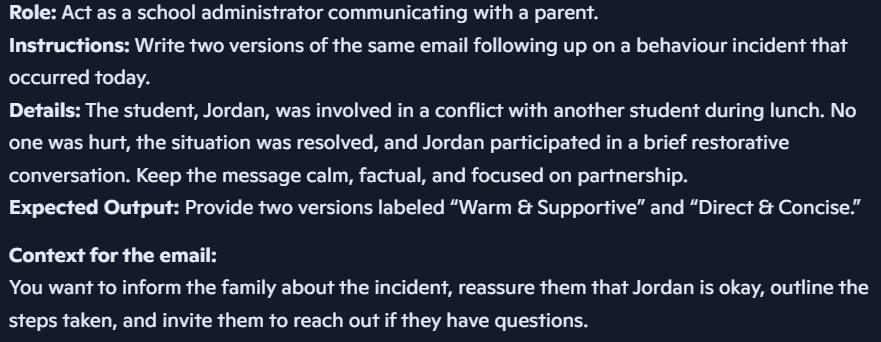 Role: Act as a school administrator communicating with a parent.
Instructions: Write two versions of the same email following up on a behaviour incident that
occurred today.
Details: The student, Jordan, was involved in a conflict with another student during lunch. No
one was hurt, the situation was resolved, and Jordan participated in a brief restorative
conversation. Keep the message calm, factual, and focused on partnership.
Expected Output: Provide two versions labeled “Warm & Supportive” and “Direct & Concise.”
Context for the email:
You want to inform the family about the incident, reassure them that Jordan is okay, outline the
steps taken, and invite them to reach out if they have questions.